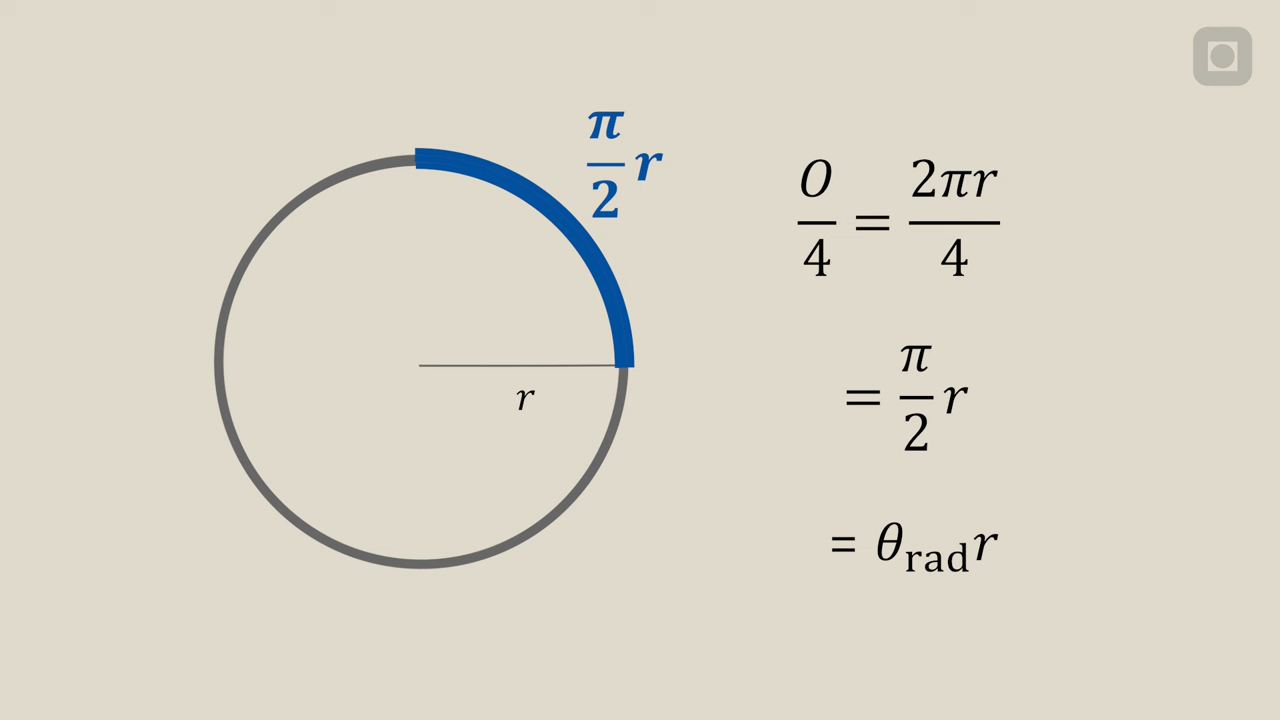 π/2 r
r
O/4 = 2πr/4
= π/2 r
= θ_rad r